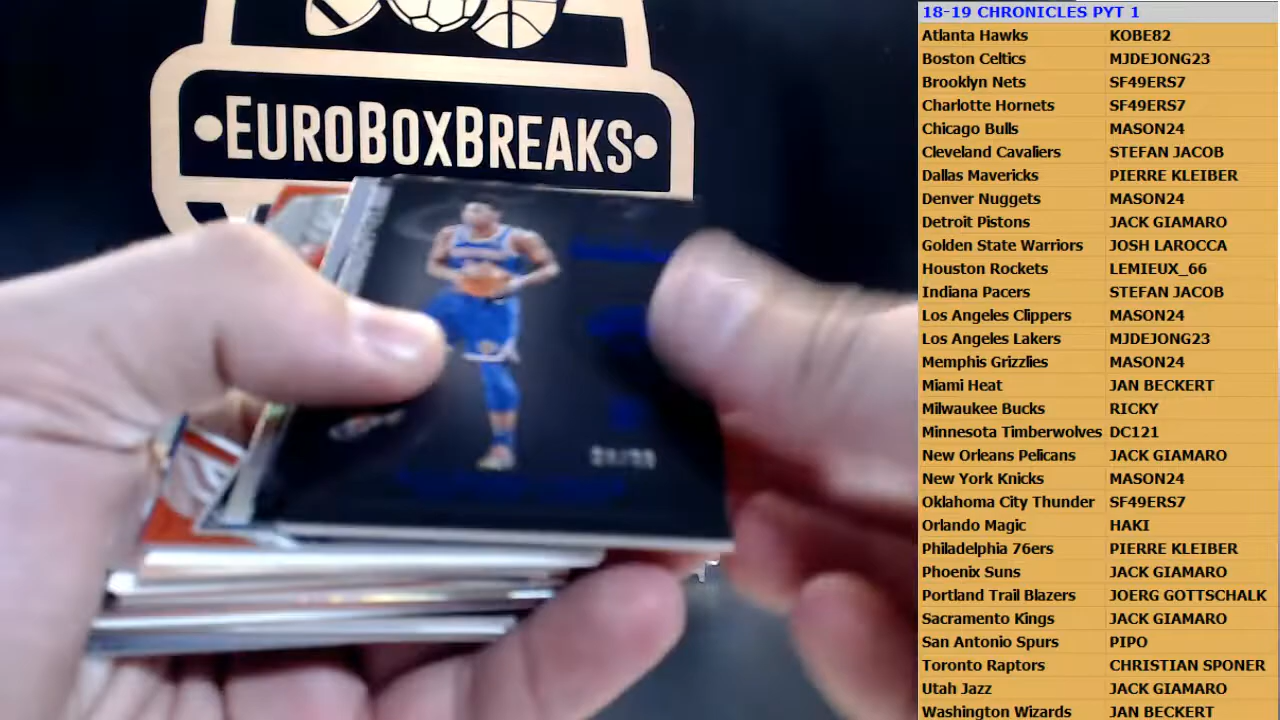 •EUROBOXBREAKS•
18-19 CHRONICLES PYT 1
Atlanta Hawks KOBE82
Boston Celtics MJDEJONG23
Brooklyn Nets SF49ERS7
Charlotte Hornets SF49ERS7
Chicago Bulls MASON24
Cleveland Cavaliers STEFAN JACOB
Dallas Mavericks PIERRE KLEIBER
Denver Nuggets MASON24
Detroit Pistons JACK GIAMARO
Golden State Warriors JOSH LAROCCA
Houston Rockets LEMIEUX_66
Indiana Pacers STEFAN JACOB
Los Angeles Clippers MASON24
Los Angeles Lakers MJDEJONG23
Memphis Grizzlies MASON24
Miami Heat JAN BECKERT
Milwaukee Bucks RICKY
Minnesota Timberwolves DC121
New Orleans Pelicans JACK GIAMARO
New York Knicks MASON24
Oklahoma City Thunder SF49ERS7
Orlando Magic HAKI
Philadelphia 76ers PIERRE KLEIBER
Phoenix Suns JACK GIAMARO
Portland Trail Blazers JOERG GOTTSCHALK
Sacramento Kings JACK GIAMARO
San Antonio Spurs PIPO
Toronto Raptors CHRISTIAN SPONER
Utah Jazz JACK GIAMARO
Washington Wizards JAN BECKERT